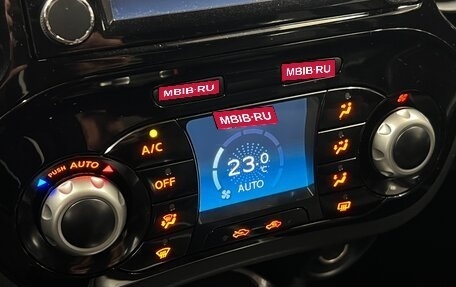 MBIB·RU
MBIB·RU
MBIB·RU
A/C
PUSH AUTO
OFF
23.0
°C
AUTO